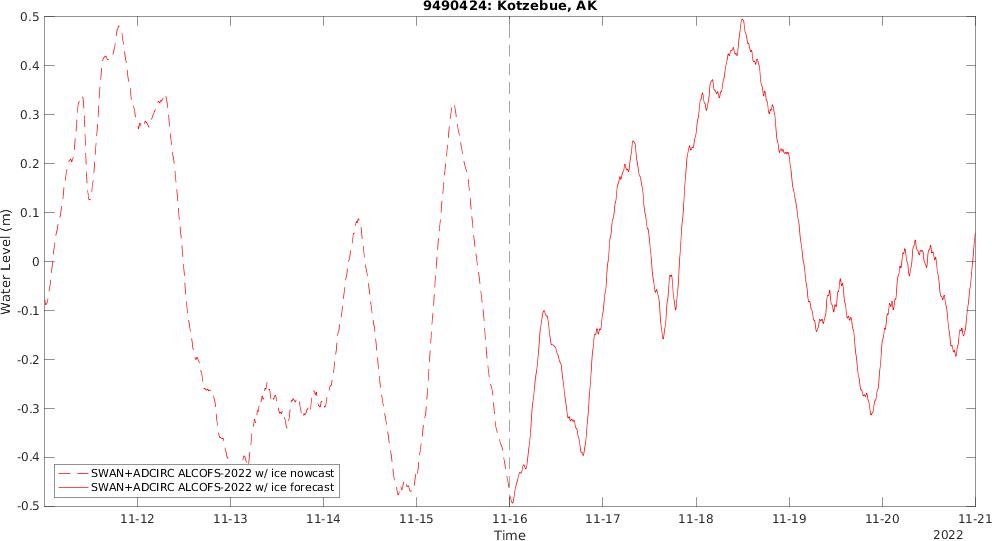 9490424: Kotzebue, AK
0.5
0.4
0.3
0.2
0.1
0
-0.1
-0.2
-0.3
-0.4
-0.5
Water Level (m)
SWAN+ADCIRC ALCOFS-2022 w/ ice nowcast
SWAN+ADCIRC ALCOFS-2022 w/ ice forecast
11-12 11-13 11-14 11-15 11-16 11-17 11-18 11-19 11-20 11-21
Time
2022